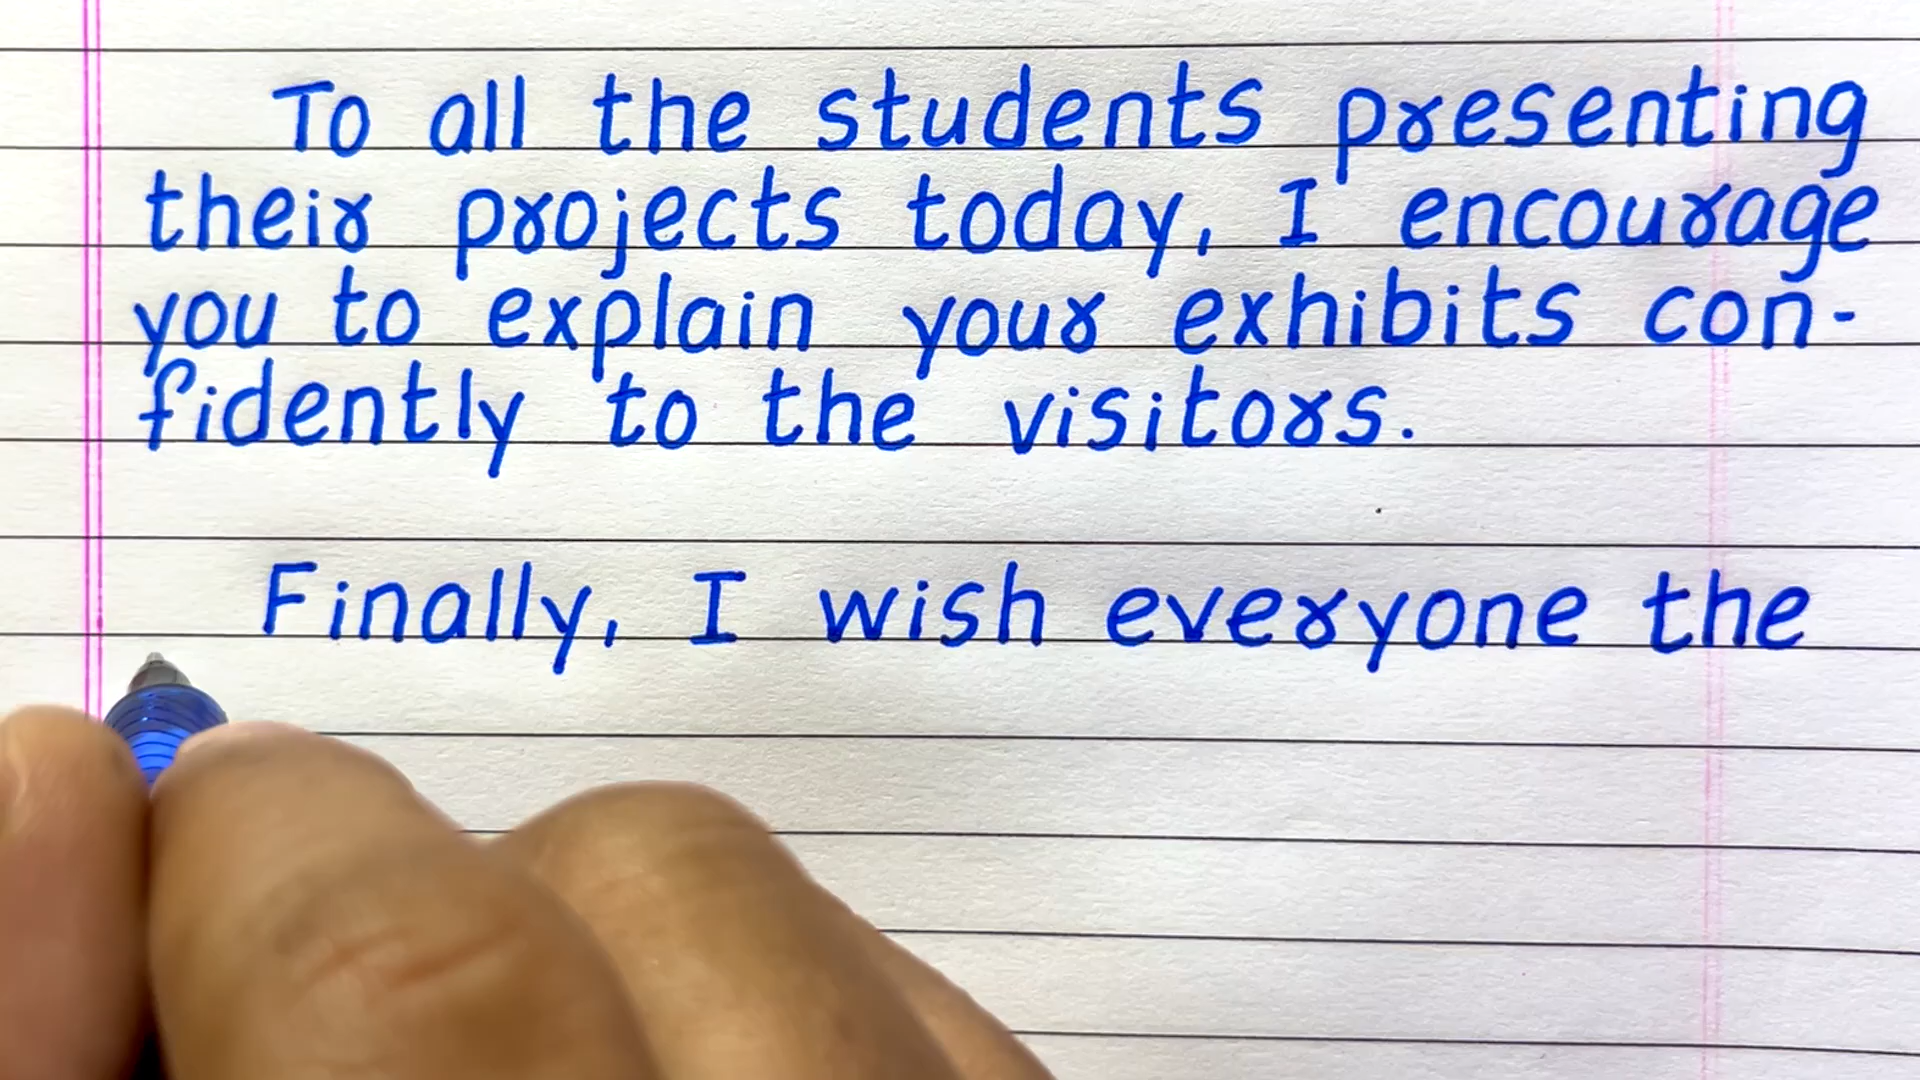 To all the students presenting
their projects today, I encourage
you to explain your exhibits con-
fidently to the visitors.
Finally, I wish everyone the